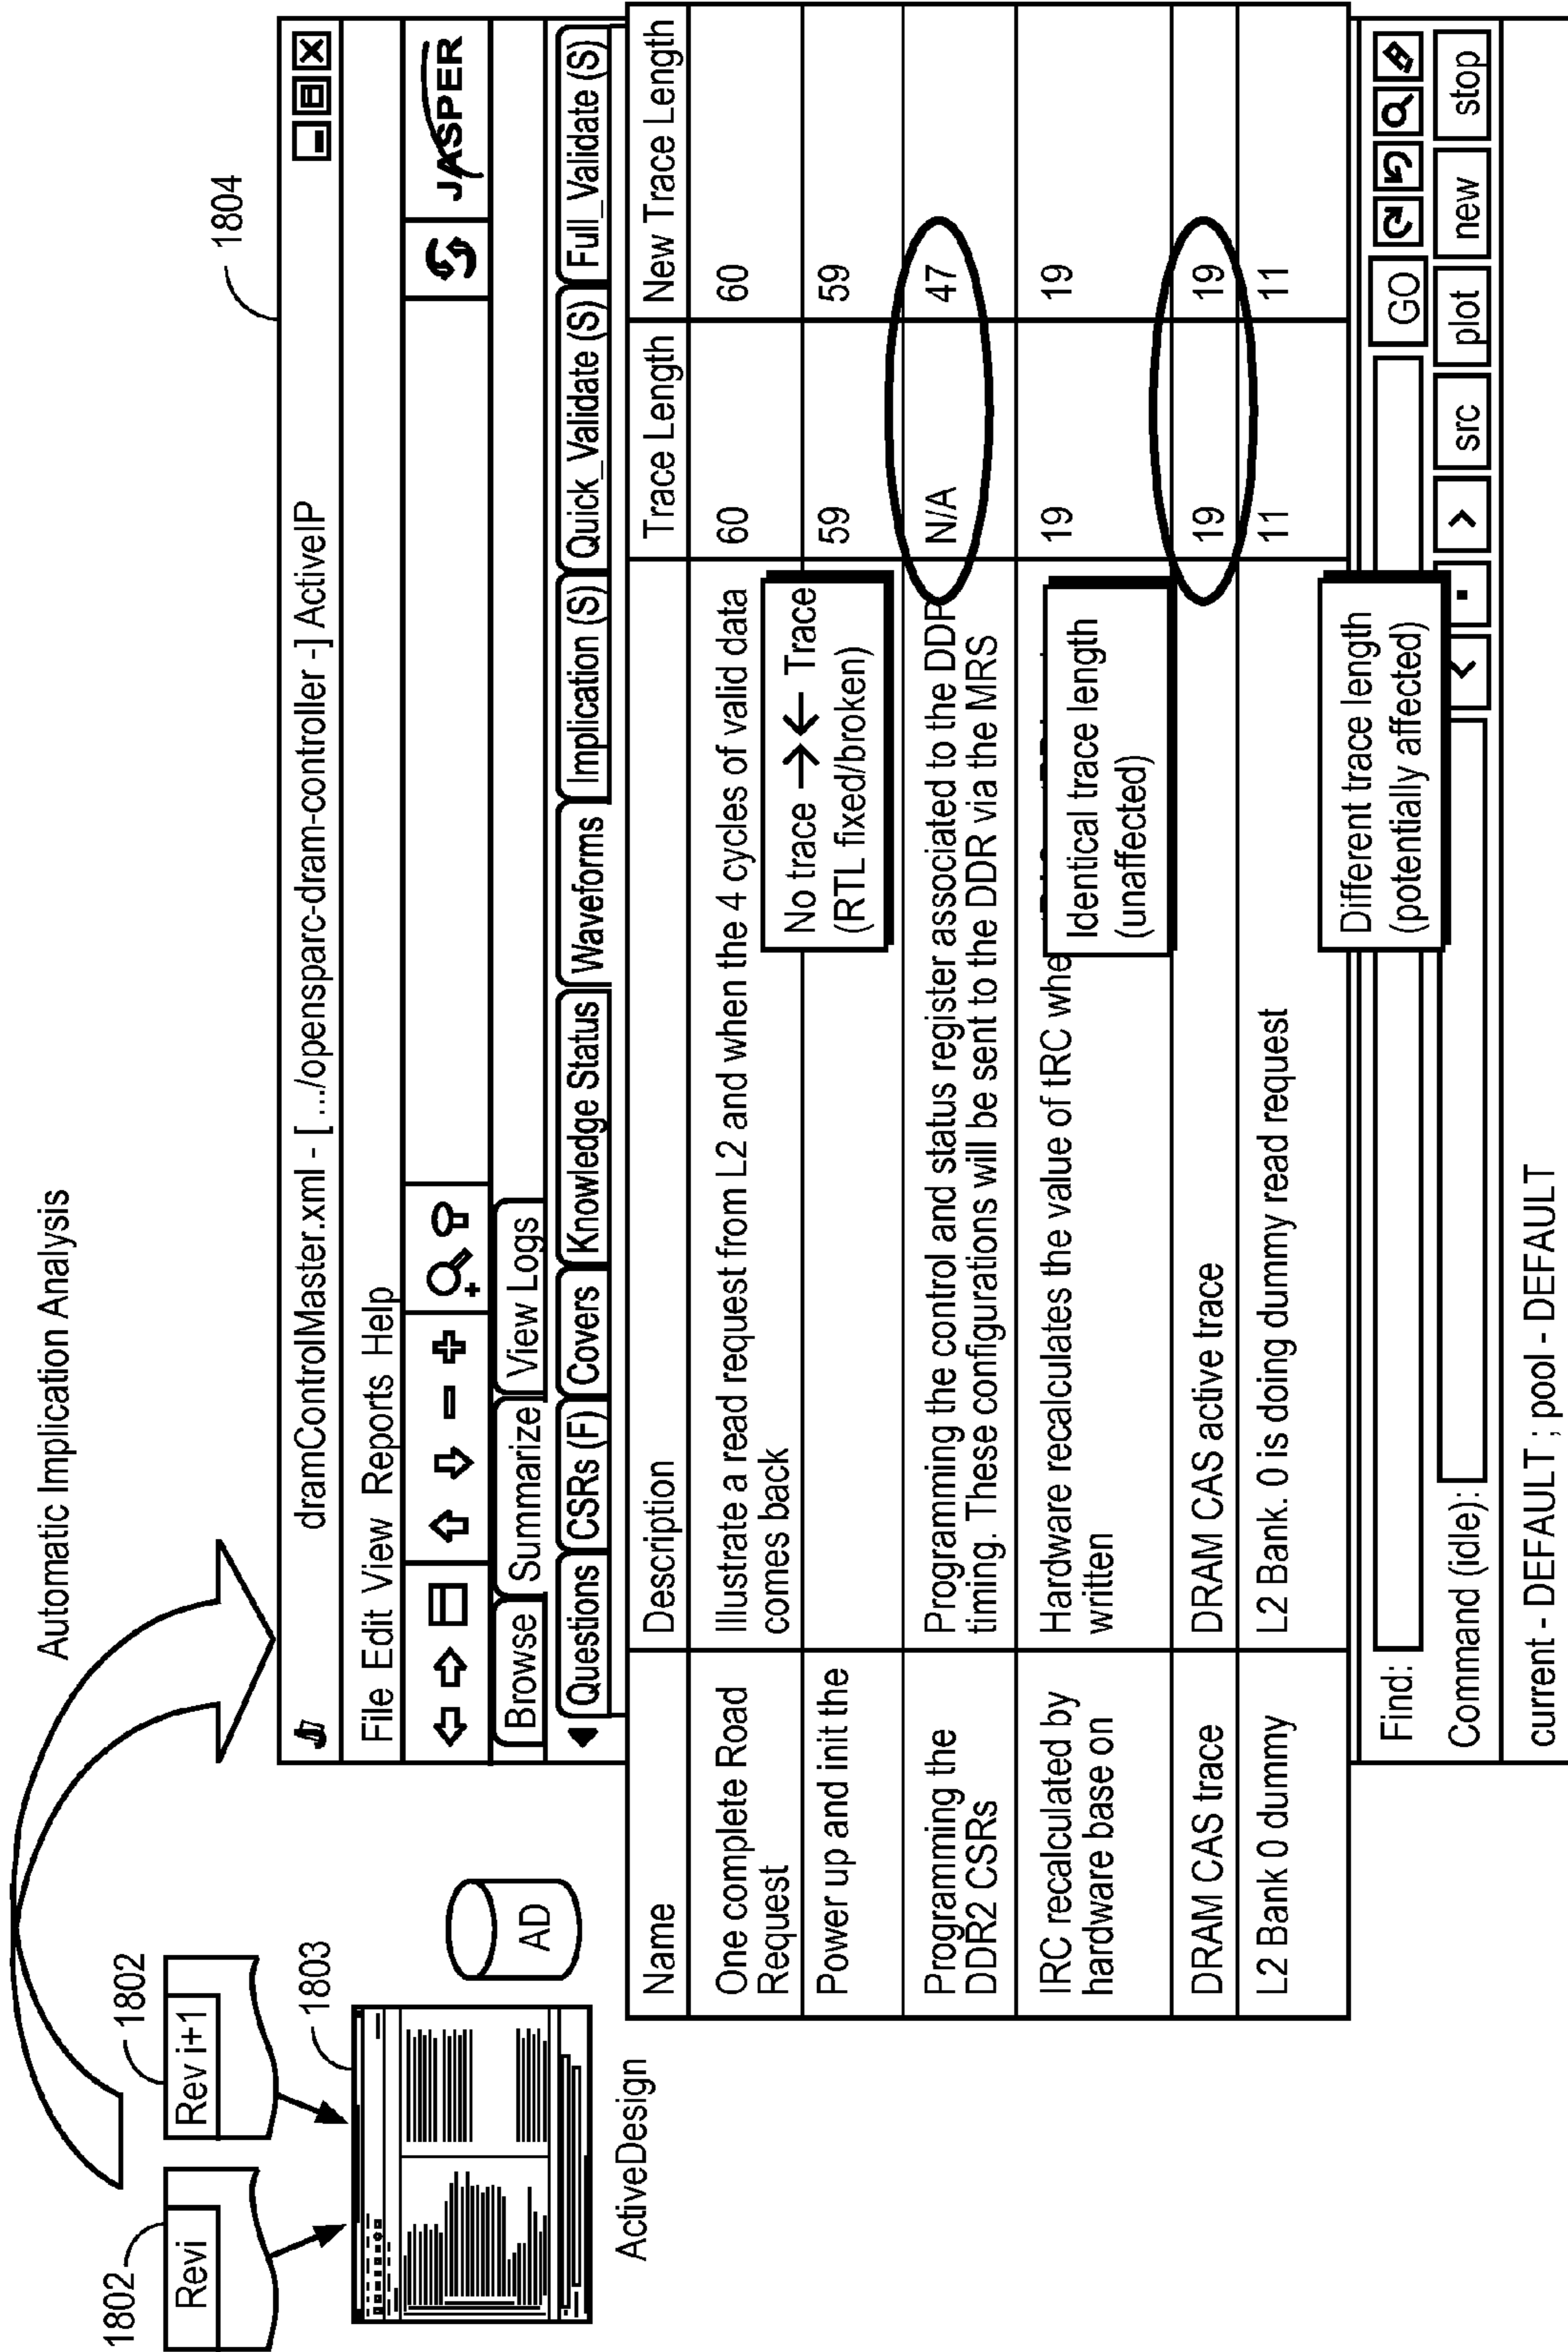 Automatic Implication Analysis
1802
Revi
1802
Rev i+1
1803
AD
ActiveDesign
1804
dramControlMaster.xml - [ .../opensparc-dram-controller -] ActiveIP
File Edit View Reports Help
JASPER
Browse Summarize View Logs
Questions CSRs (F) Covers Knowledge Status Waveforms Implication (S) Quick_Validate (S) Full_Validate (S)
Name Description Trace Length New Trace Length
One complete Road Request
Illustrate a read request from L2 and when the 4 cycles of valid data
comes back
60 60
Power up and init the
59 59
No trace →← Trace
(RTL fixed/broken)
Programming the
DDR2 CSRs
Programming the control and status register associated to the DDR
timing. These configurations will be sent to the DDR via the MRS
N/A 47
IRC recalculated by
hardware base on
Hardware recalculates the value of tRC whe
written
19 19
Identical trace length
(unaffected)
DRAM CAS trace DRAM CAS active trace 19 19
L2 Bank 0 dummy L2 Bank. 0 is doing dummy read request 11 11
Different trace length
(potentially affected)
Find: GO
Command (idle): < . > src plot new stop
current - DEFAULT ; pool - DEFAULT